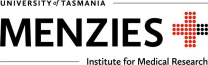 UNIVERSITY of TASMANIA
MENZIES
Institute for Medical Research